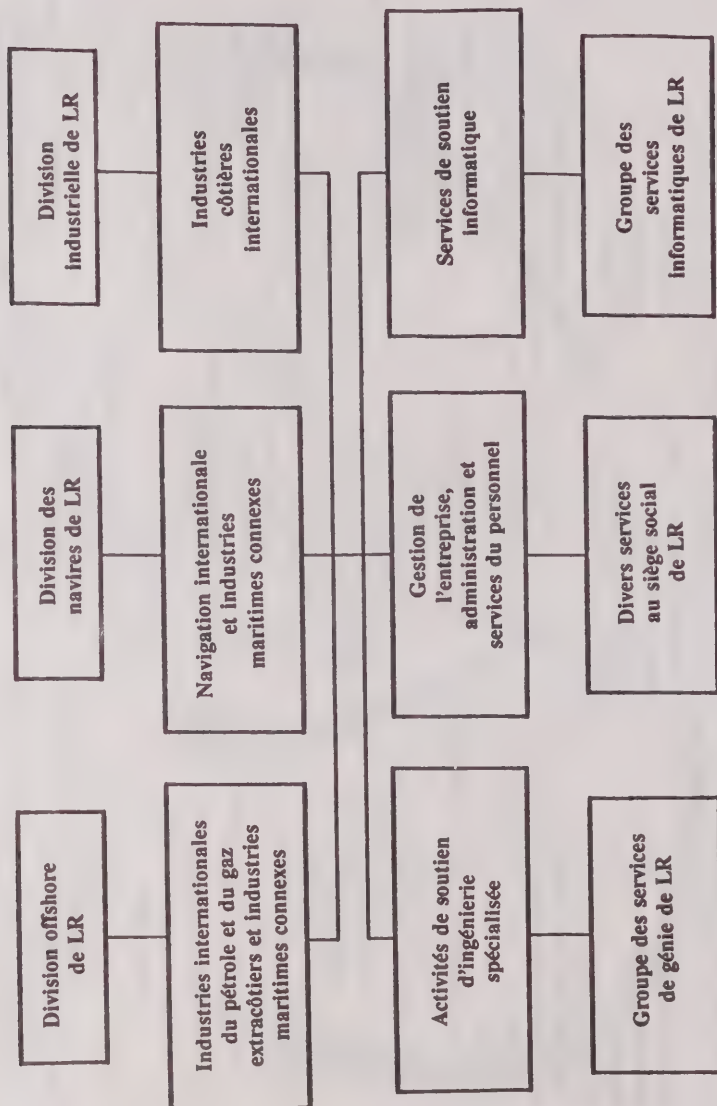 Division offshore
de LR
Division des
navires de LR
Division
industrielle de LR
Industries internationales
du pétrole et du gaz
extracôtiers et industries
maritimes connexes
Navigation internationale
et industries
maritimes connexes
Industries
côtières
internationales
Activités de soutien
d'ingénierie
spécialisée
Gestion de
l'entreprise,
administration et
services du personnel
Services de soutien
informatique
Groupe des services
de génie de LR
Divers services
au siège social
de LR
Groupe des
services
informatiques de LR